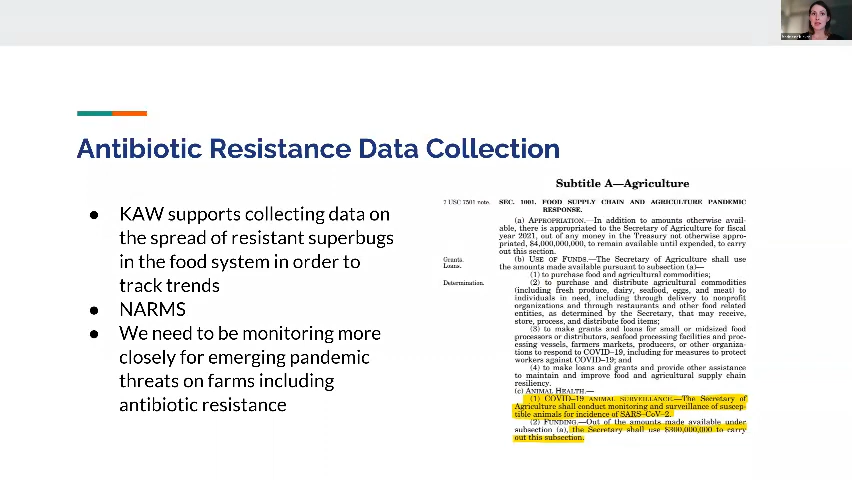 Antibiotic Resistance Data Collection
● KAW supports collecting data on
the spread of resistant superbugs
in the food system in order to
track trends
● NARMS
● We need to be monitoring more
closely for emerging pandemic
threats on farms including
antibiotic resistance
Subtitle A—Agriculture
7 USC 7501 note.
SEC. 1001. FOOD SUPPLY CHAIN AND AGRICULTURE PANDEMIC
RESPONSE.
(a) APPROPRIATION.—In addition to amounts otherwise avail-
able, there is appropriated to the Secretary of Agriculture for fiscal
year 2021, out of any money in the Treasury not otherwise appro-
priated, $4,000,000,000, to remain available until expended, to carry
out this section.
Grants.
Loans.
(b) USE OF FUNDS.—The Secretary of Agriculture shall use
the amounts made available pursuant to subsection (a)—
(1) to purchase food and agricultural commodities;
Determination.
(2) to purchase and distribute agricultural commodities
(including fresh produce, dairy, seafood, eggs, and meat) to
individuals in need, including through delivery to nonprofit
organizations and through restaurants and other food related
entities, as determined by the Secretary, that may receive,
store, process, and distribute food items;
(3) to make grants and loans for small or midsized food
processors or distributors, seafood processing facilities and proc-
essing vessels, farmers markets, producers, or other organiza-
tions to respond to COVID–19, including for measures to protect
workers against COVID–19; and
(4) to make loans and grants and provide other assistance
to maintain and improve food and agricultural supply chain
resiliency.
(c) ANIMAL HEALTH.—
(1) COVID–19 ANIMAL SURVEILLANCE.—The Secretary of
Agriculture shall conduct monitoring and surveillance of suscep-
tible animals for incidence of SARS–CoV–2.
(2) FUNDING.—Out of the amounts made available under
subsection (a), the Secretary shall use $300,000,000 to carry
out this subsection.